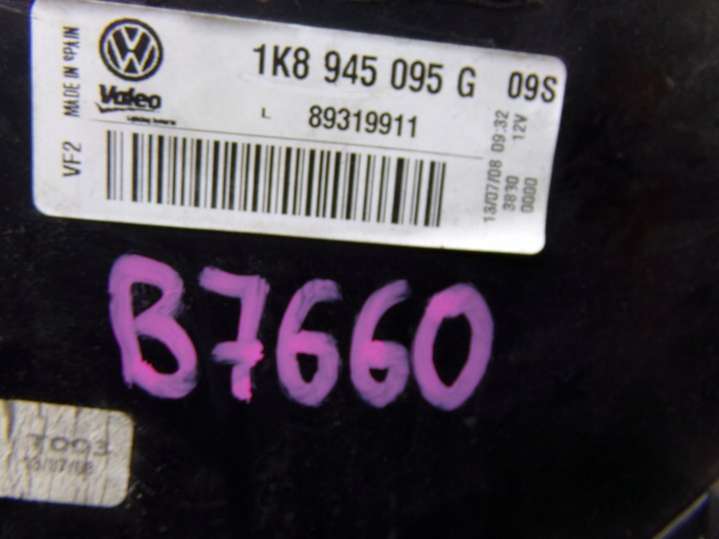 MADE IN SPAIN
VF2
VW
Valeo
1K8 945 095 G 09S
L 89319911
13/07/08 09:32
3830 12V
0000
B7660
13/07/08